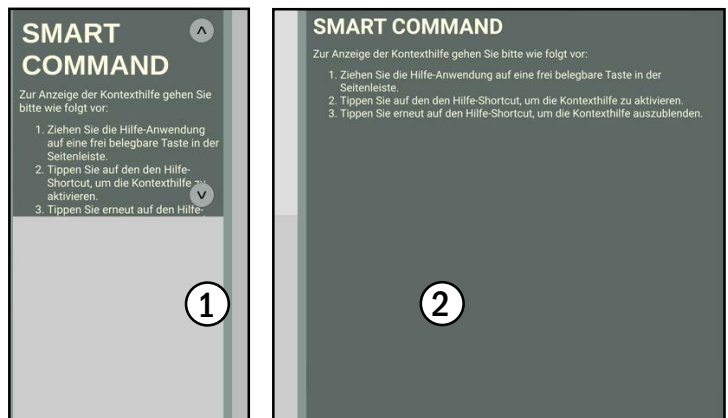 SMART
COMMAND
Zur Anzeige der Kontexthilfe gehen Sie
bitte wie folgt vor:
1. Ziehen Sie die Hilfe-Anwendung
auf eine frei belegbare Taste in der
Seitenleiste.
2. Tippen Sie auf den den Hilfe-
Shortcut, um die Kontexthilfe zu
aktivieren.
3. Tippen Sie erneut auf den Hilfe-
1
SMART COMMAND
Zur Anzeige der Kontexthilfe gehen Sie bitte wie folgt vor:
1. Ziehen Sie die Hilfe-Anwendung auf eine frei belegbare Taste in der
Seitenleiste.
2. Tippen Sie auf den den Hilfe-Shortcut, um die Kontexthilfe zu aktivieren.
3. Tippen Sie erneut auf den Hilfe-Shortcut, um die Kontexthilfe auszublenden.
2